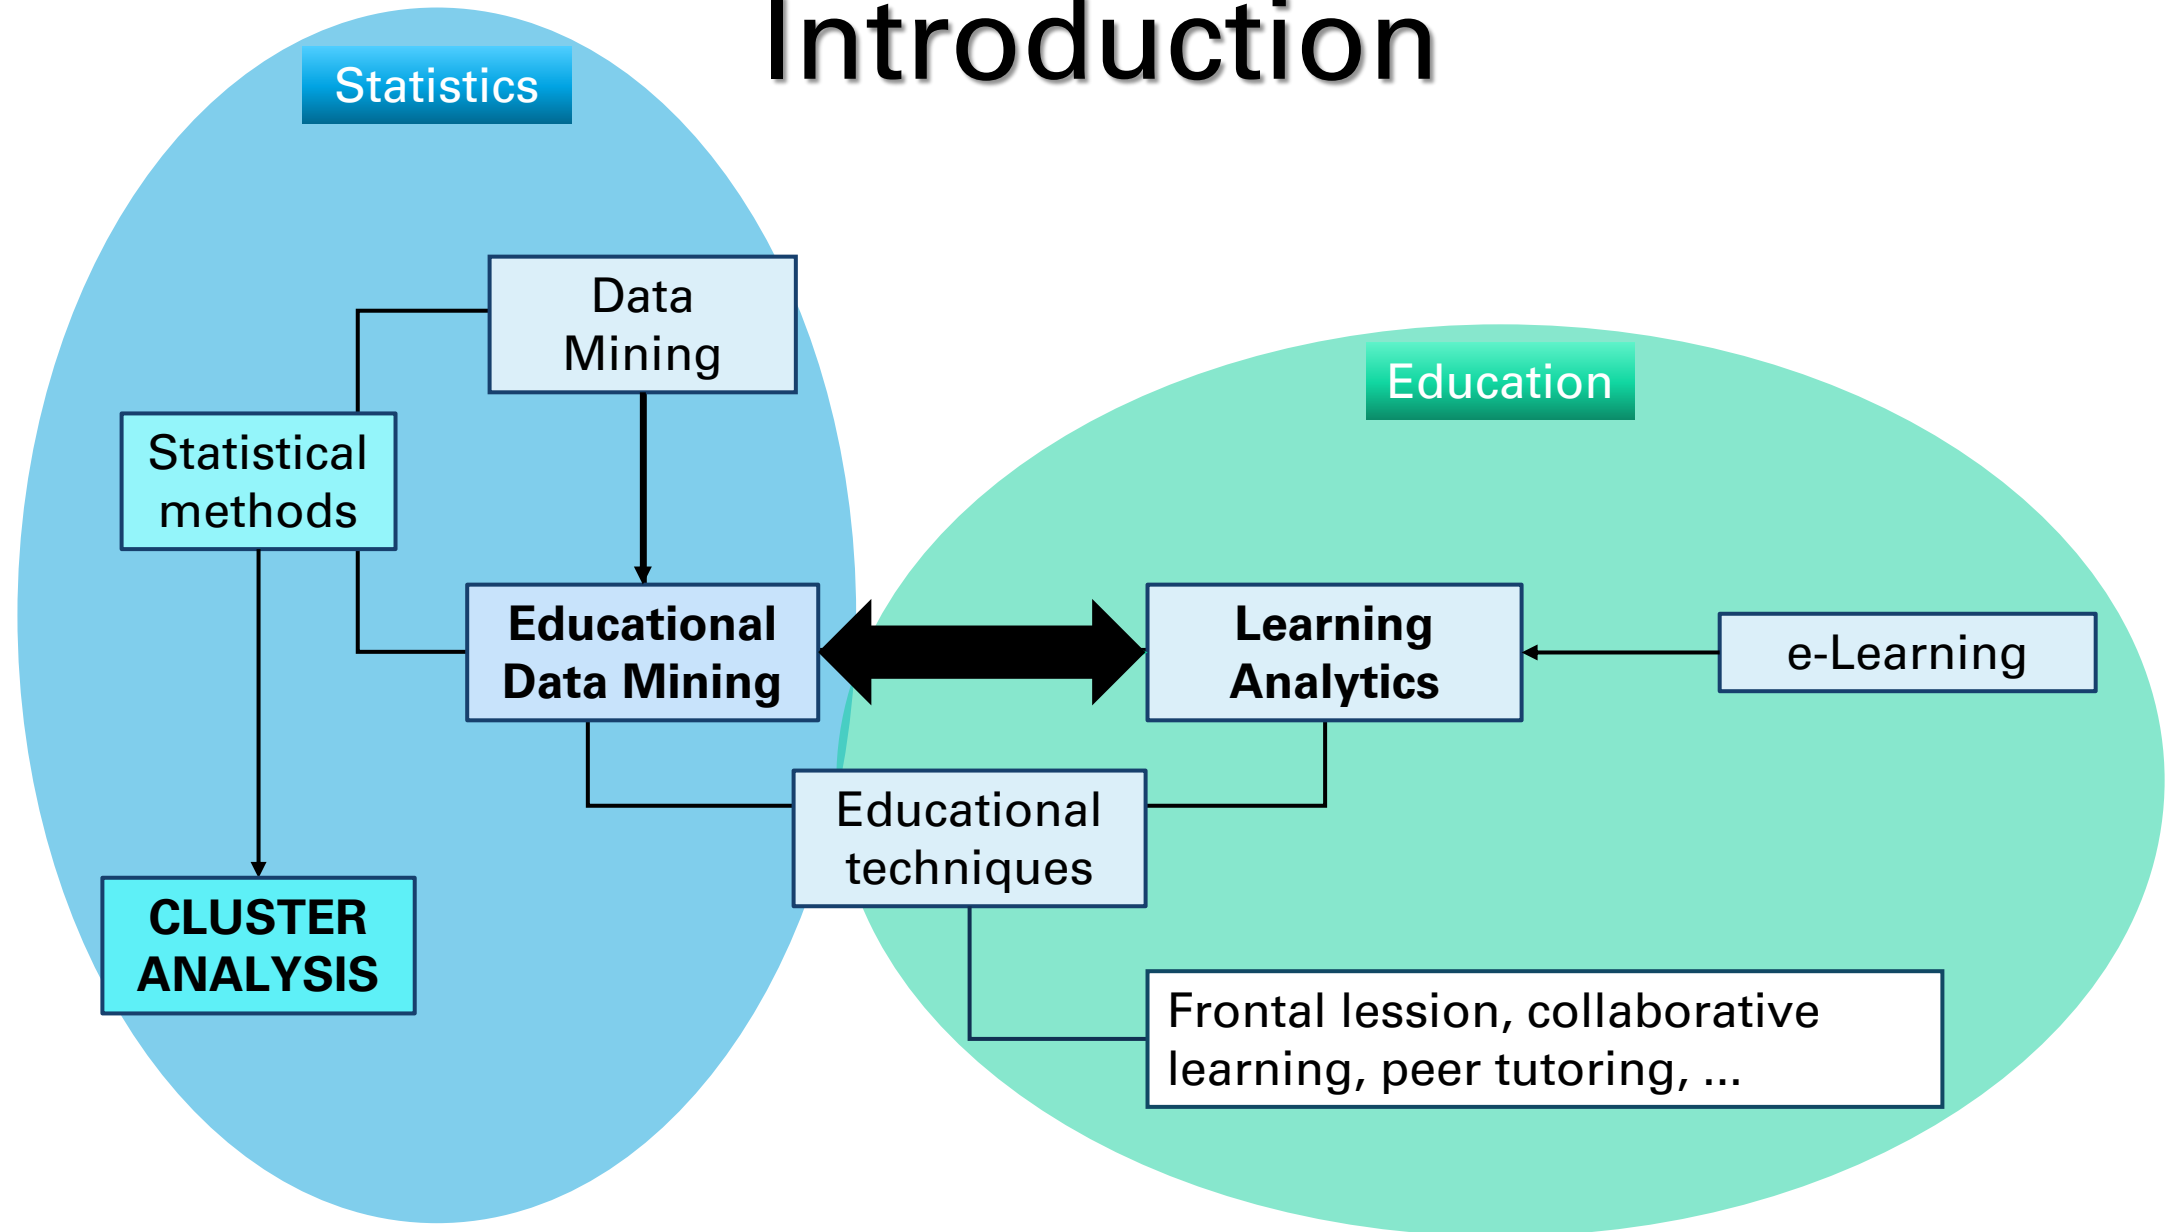 Introduction
Statistics
Data
Mining
Education
Statistical
methods
Educational
Data Mining
Learning
Analytics
e-Learning
Educational
techniques
CLUSTER
ANALYSIS
Frontal lession, collaborative
learning, peer tutoring, ...